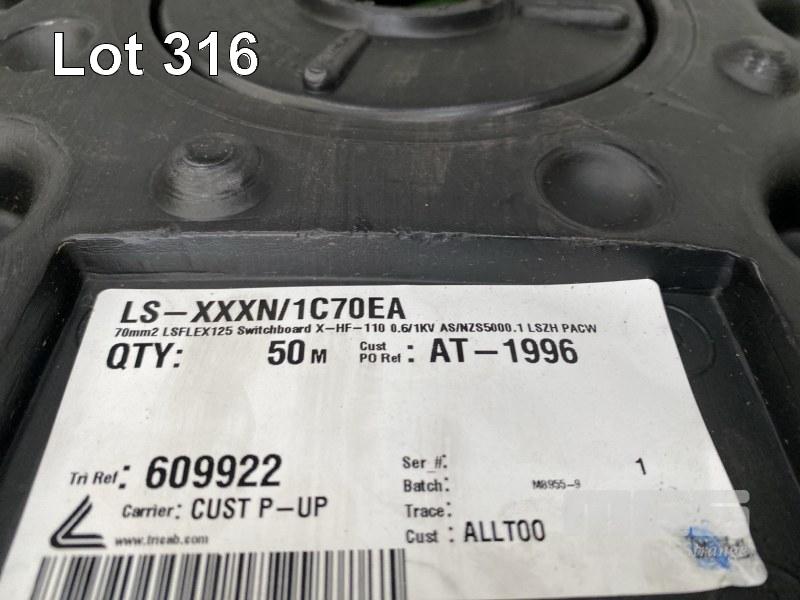 Lot 316
LS-XXXN/1C70EA
70mm2 LSFLEX125 Switchboard X-HF-110 0.6/1KV AS/NZS5000.1 LSZH PACW
QTY: 50 M Cust PO Ref : AT-1996
Tri Ref: 609922 Ser_#: 1
Batch: M8955-9
Carrier: CUST P-UP Trace:
www.tricab.com Cust : ALLTOO